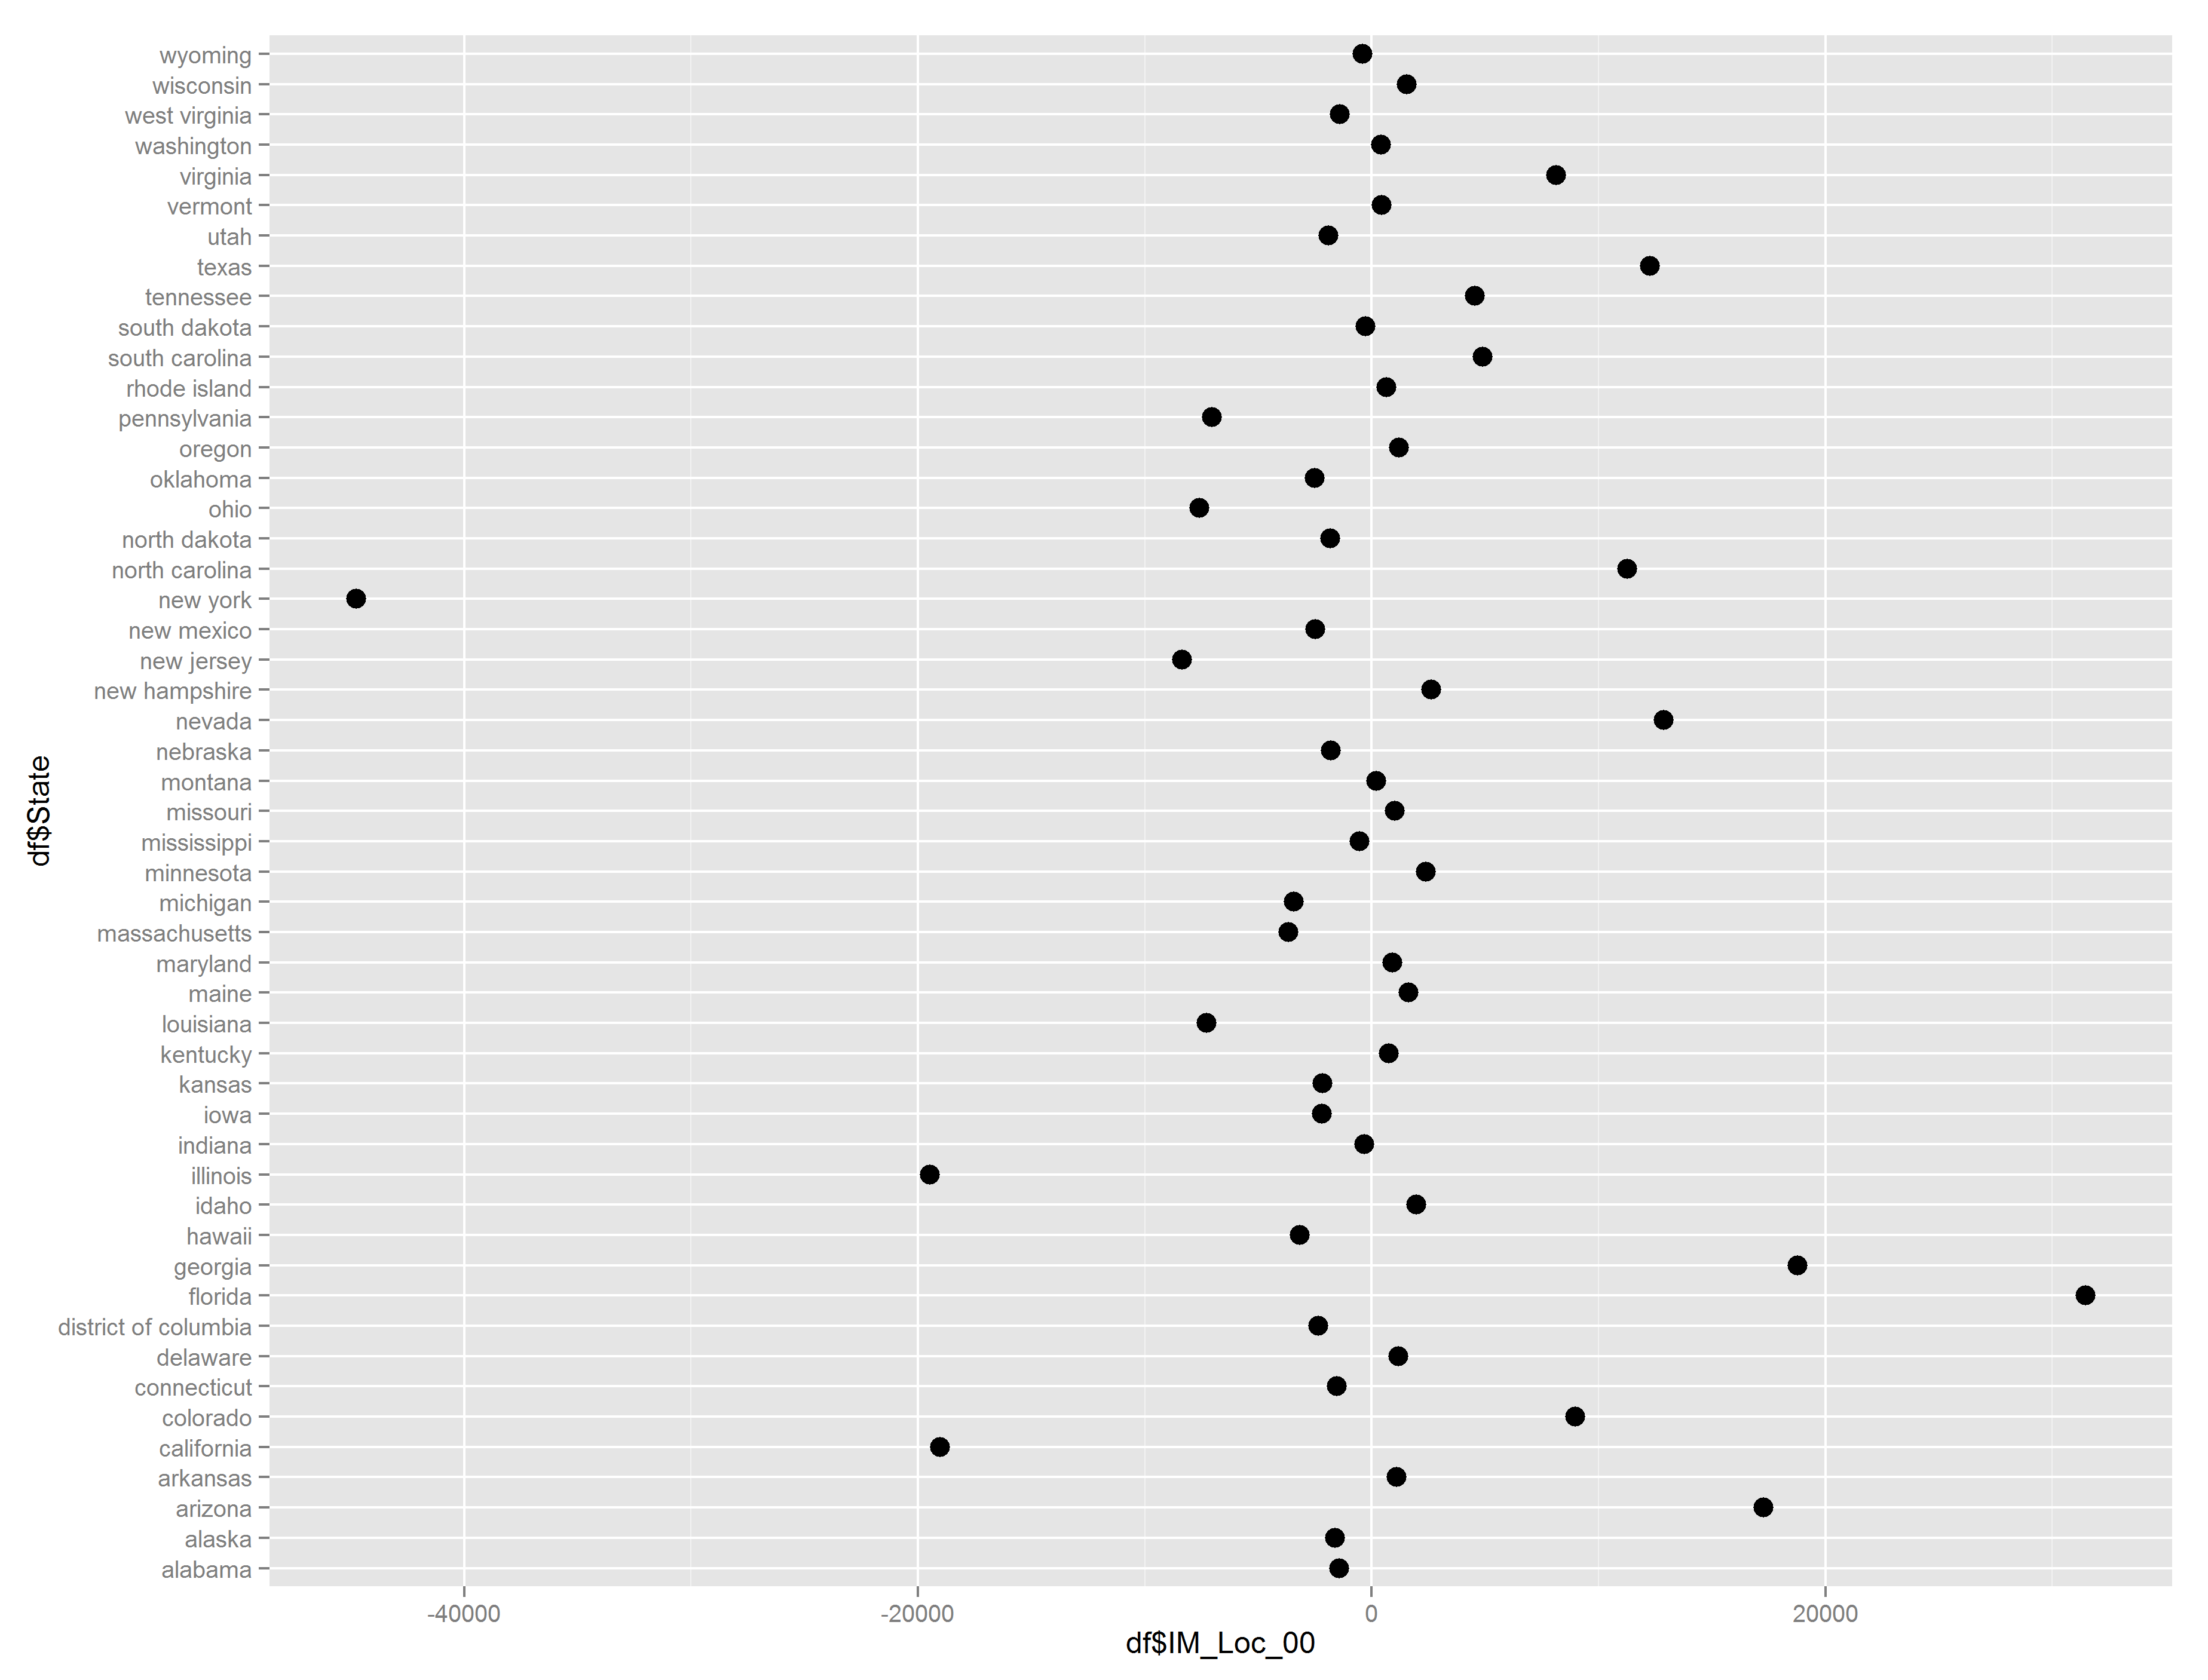 wyoming
wisconsin
west virginia
washington
virginia
vermont
utah
texas
tennessee
south dakota
south carolina
rhode island
pennsylvania
oregon
oklahoma
ohio
north dakota
north carolina
new york
new mexico
new jersey
new hampshire
nevada
nebraska
montana
missouri
mississippi
minnesota
michigan
massachusetts
maryland
maine
louisiana
kentucky
kansas
iowa
indiana
illinois
idaho
hawaii
georgia
florida
district of columbia
delaware
connecticut
colorado
california
arkansas
arizona
alaska
alabama
df$State
-40000 -20000 0 20000
df$IM_Loc_00